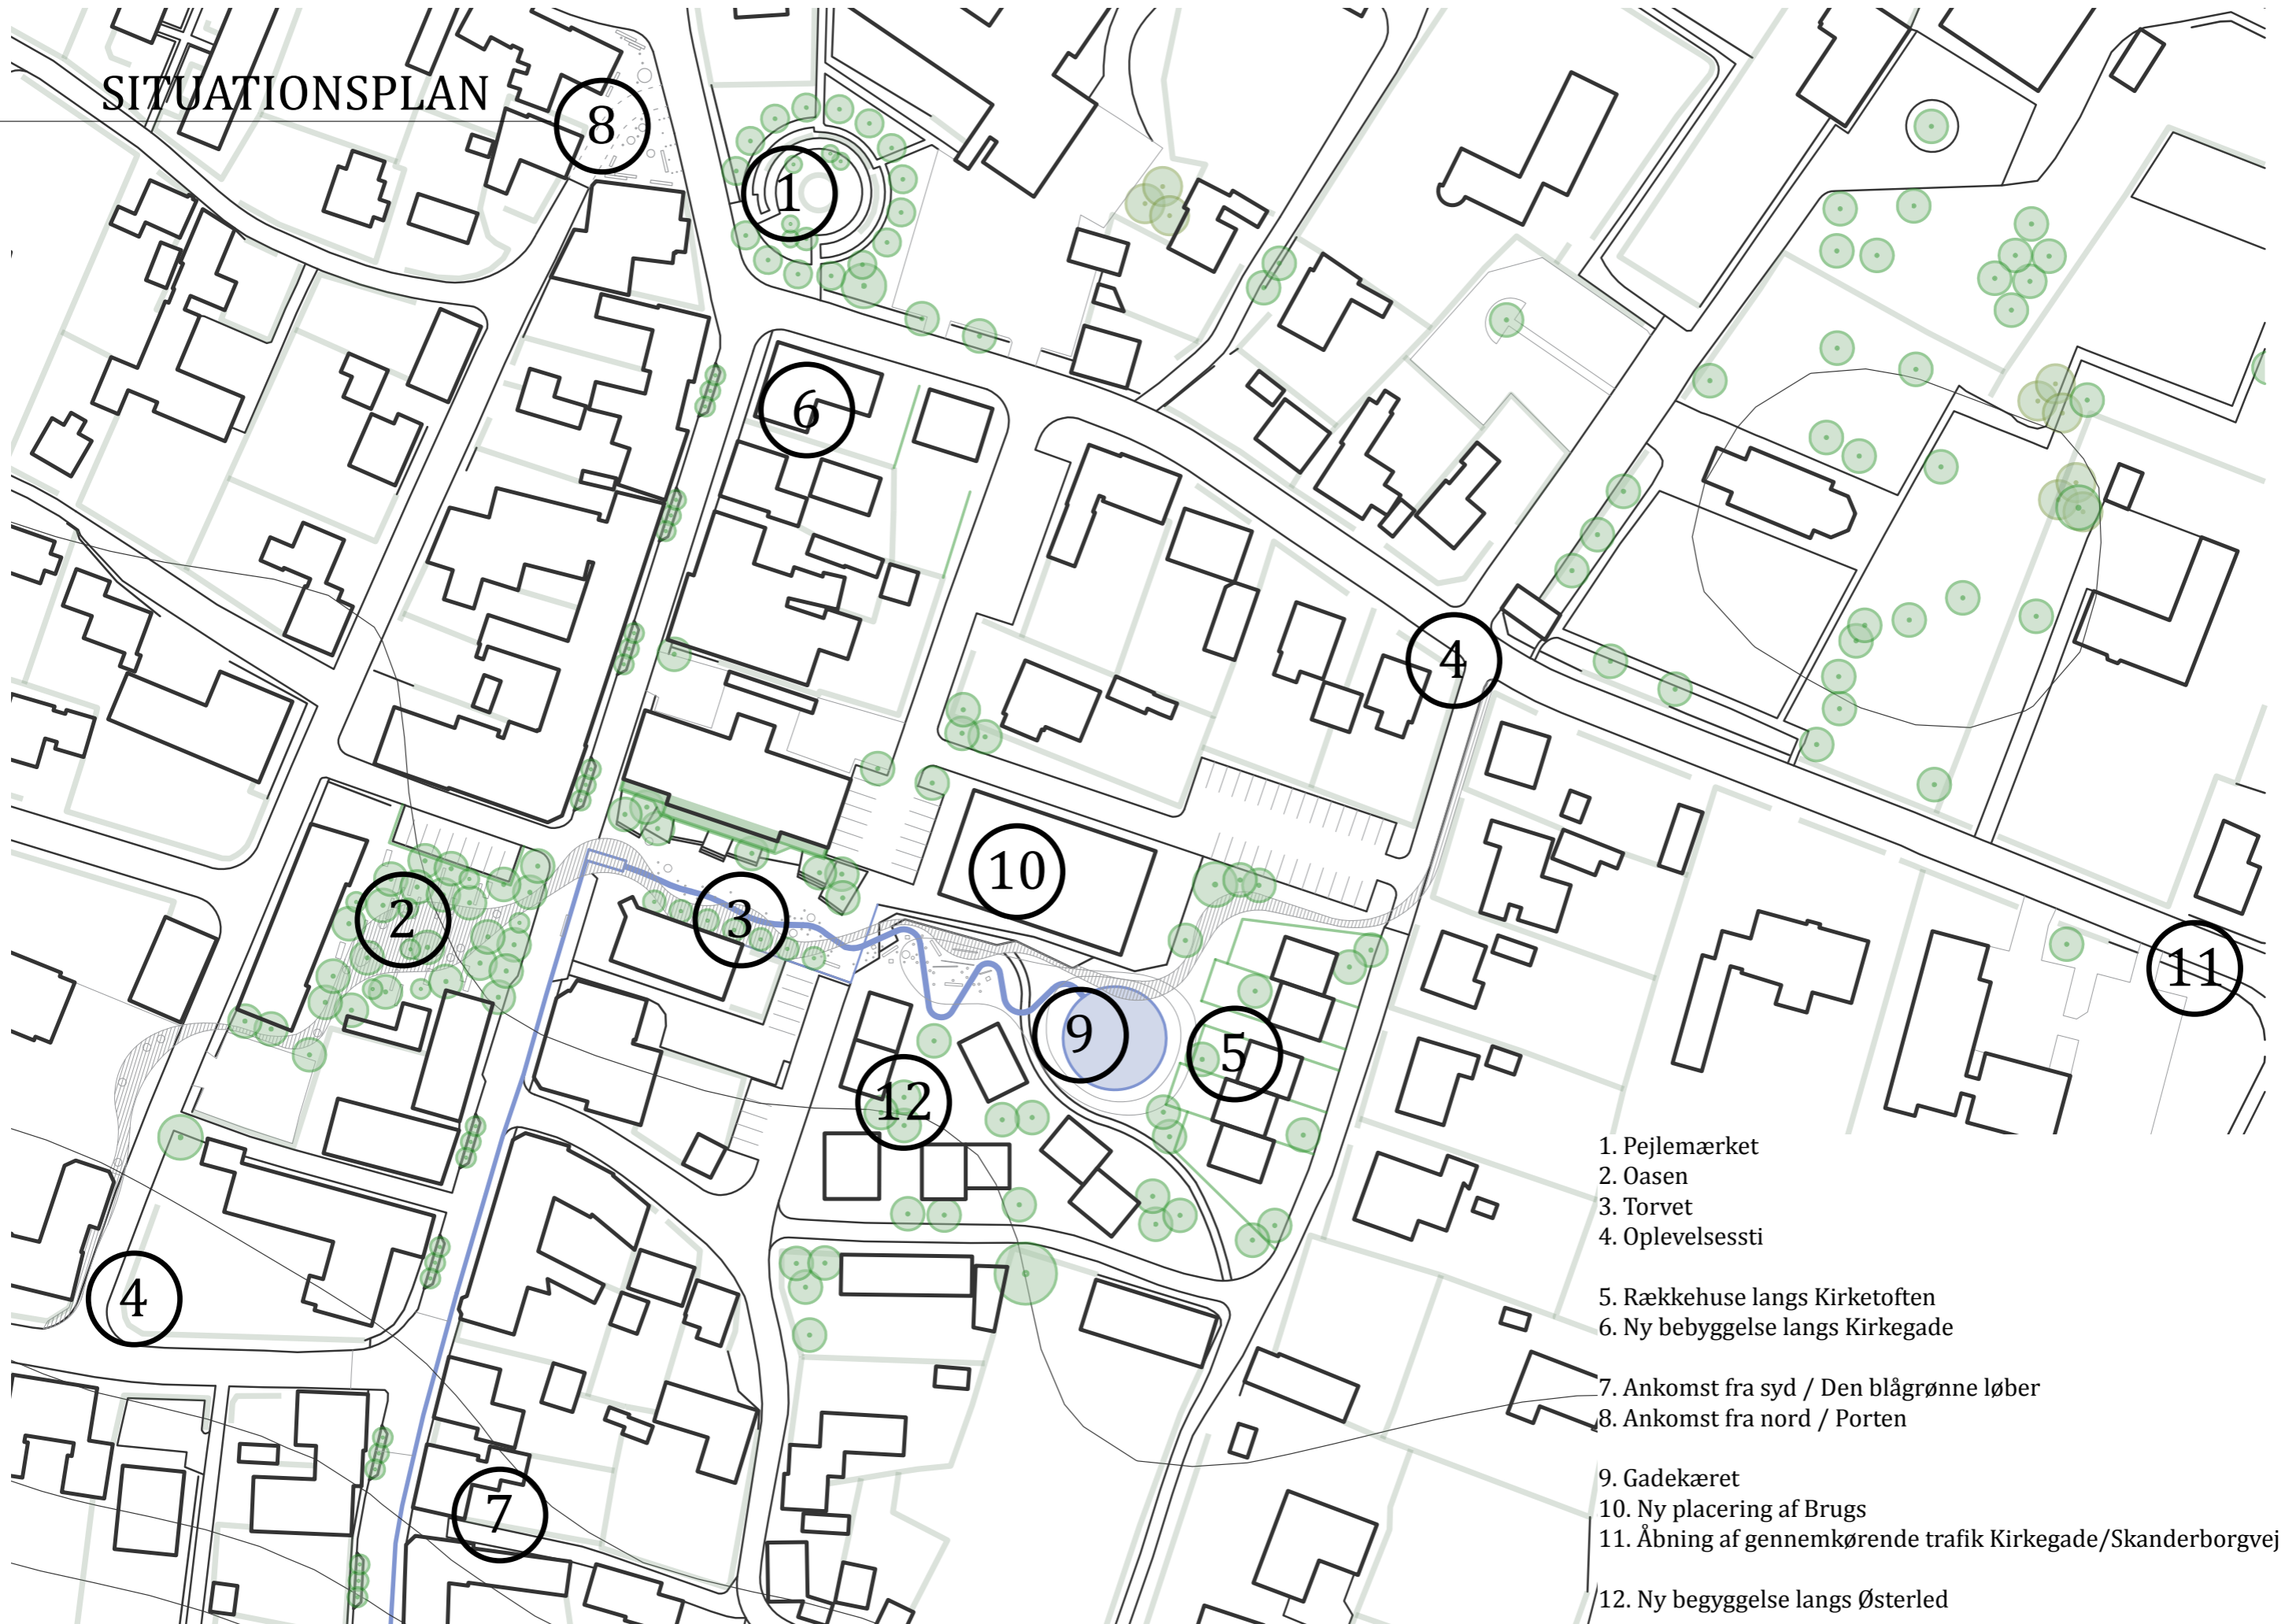 SITUATIONSPLAN
8
1
6
4
10
2
3
11
9
5
12
4
7
1. Pejlemærket
2. Oasen
3. Torvet
4. Oplevelsessti
5. Rækkehuse langs Kirketoften
6. Ny bebyggelse langs Kirkegade
7. Ankomst fra syd / Den blågrønne løber
8. Ankomst fra nord / Porten
9. Gadekæret
10. Ny placering af Brugs
11. Åbning af gennemkørende trafik Kirkegade/Skanderborgvej
12. Ny begyggelse langs Østerled